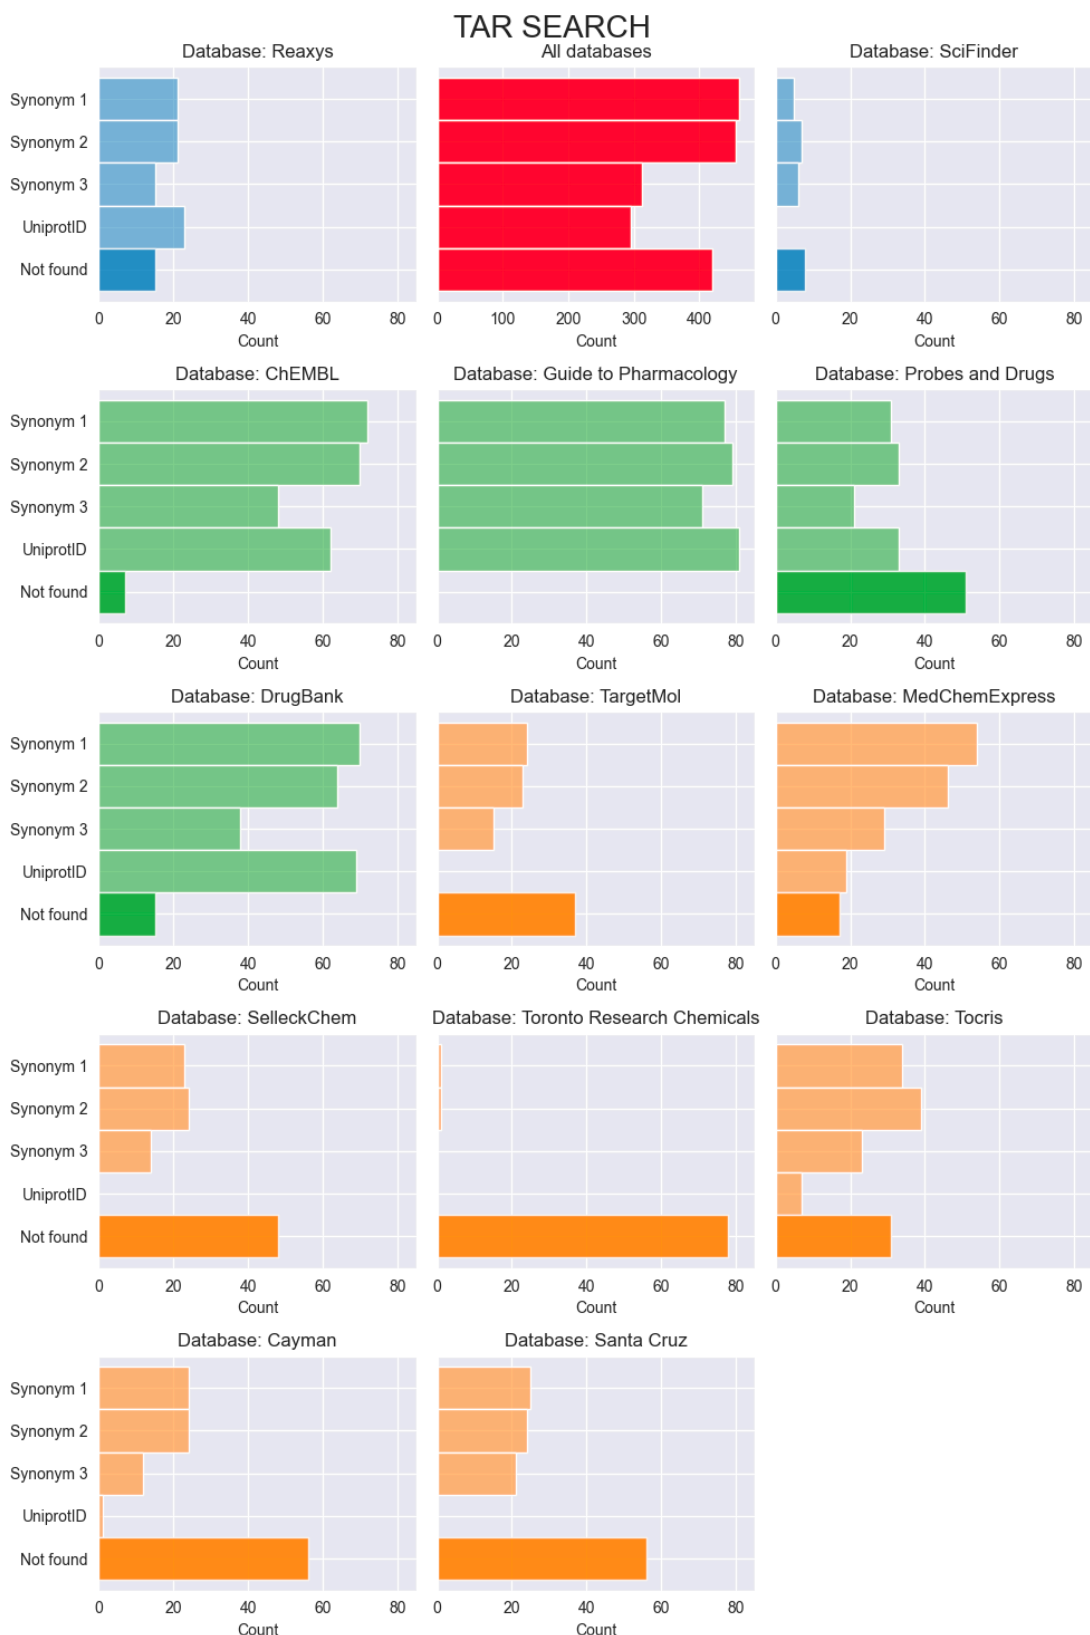 TAR SEARCH
Database: Reaxys
All databases
Database: SciFinder
Synonym 1
Synonym 2
Synonym 3
UniprotID
Not found
0 20 40 60 80
0 100 200 300 400
0 20 40 60 80
Count
Count
Count
Database: ChEMBL
Database: Guide to Pharmacology
Database: Probes and Drugs
Synonym 1
Synonym 2
Synonym 3
UniprotID
Not found
0 20 40 60 80
0 20 40 60 80
0 20 40 60 80
Count
Count
Count
Database: DrugBank
Database: TargetMol
Database: MedChemExpress
Synonym 1
Synonym 2
Synonym 3
UniprotID
Not found
0 20 40 60 80
0 20 40 60 80
0 20 40 60 80
Count
Count
Count
Database: SelleckChem
Database: Toronto Research Chemicals
Database: Tocris
Synonym 1
Synonym 2
Synonym 3
UniprotID
Not found
0 20 40 60 80
0 20 40 60 80
0 20 40 60 80
Count
Count
Count
Database: Cayman
Database: Santa Cruz
Synonym 1
Synonym 2
Synonym 3
UniprotID
Not found
0 20 40 60 80
0 20 40 60 80
Count
Count